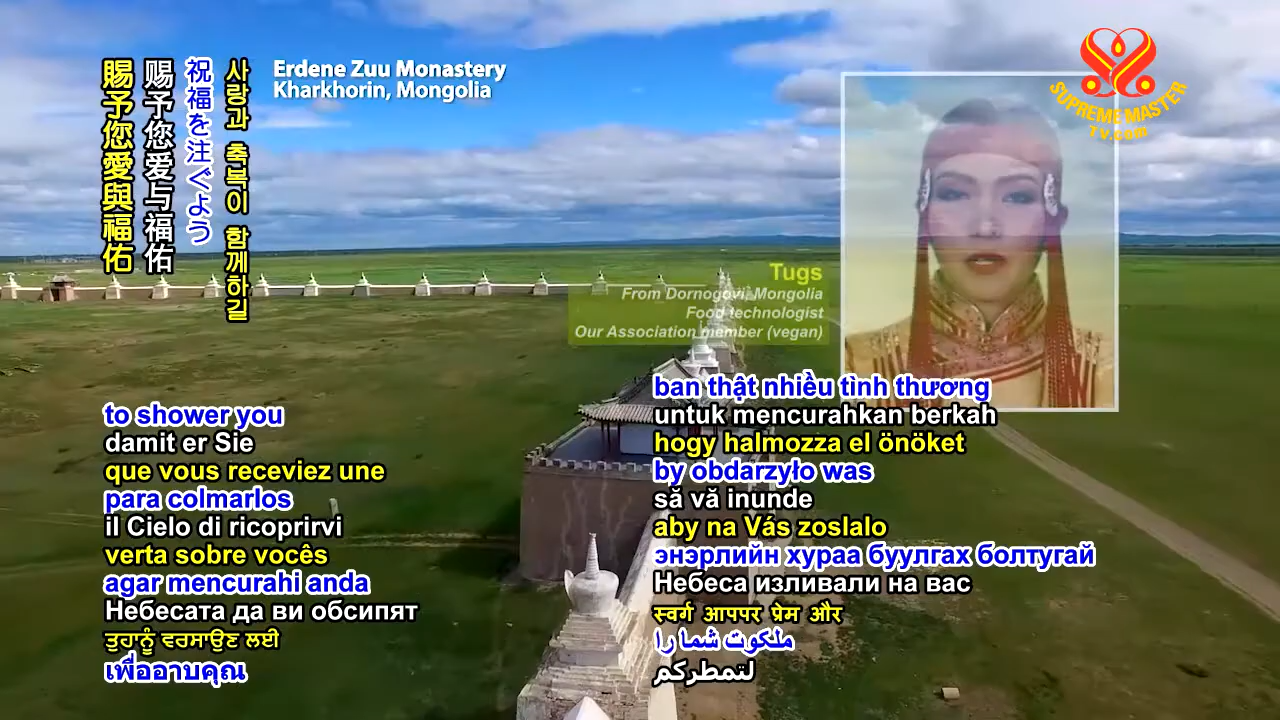 賜予您愛與福佑
赐予您爱与福佑
祝福を注ぐよう
사랑과 축복이 함께하길
Erdene Zuu Monastery
Kharkhorin, Mongolia
SUPREME MASTER
TV.com
Tugs
From Dornogovi, Mongolia
Food technologist
Our Association member (vegan)
to shower you
damit er Sie
que vous receviez une
para colmarlos
il Cielo di ricoprirvi
verta sobre vocês
agar mencurahi anda
Небесата да ви обсипят
ਤੁਹਾਨੂੰ ਵਰਸਾਉਣ ਲਈ
เพื่ออาบคุณ
ban thật nhiều tình thương
untuk mencurahkan berkah
hogy halmozza el önöket
by obdarzyło was
să vă inunde
aby na Vás zoslalo
энэрлийн хураа буулгах болтугай
Небеса изливали на вас
स्वर्ग आपपर प्रेम और
ملکوت شما را
لتمطركم